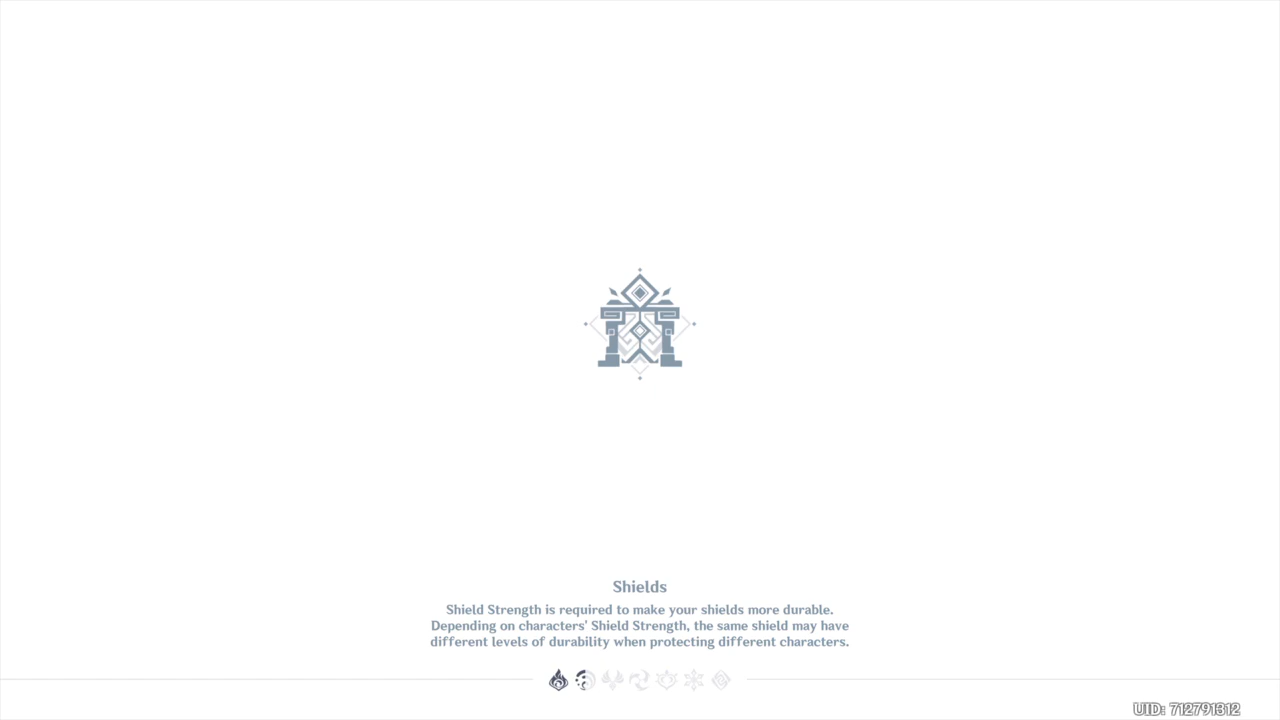 Shields
Shield Strength is required to make your shields more durable.
Depending on characters' Shield Strength, the same shield may have
different levels of durability when protecting different characters.
UID: 712791312